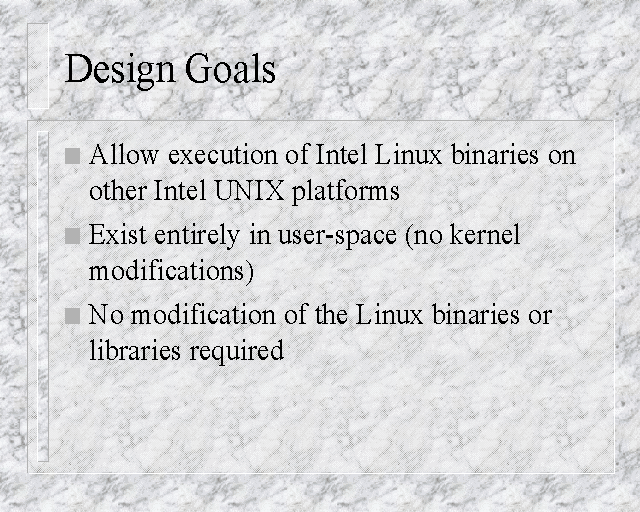 Design Goals
Allow execution of Intel Linux binaries on
other Intel UNIX platforms
Exist entirely in user-space (no kernel
modifications)
No modification of the Linux binaries or
libraries required